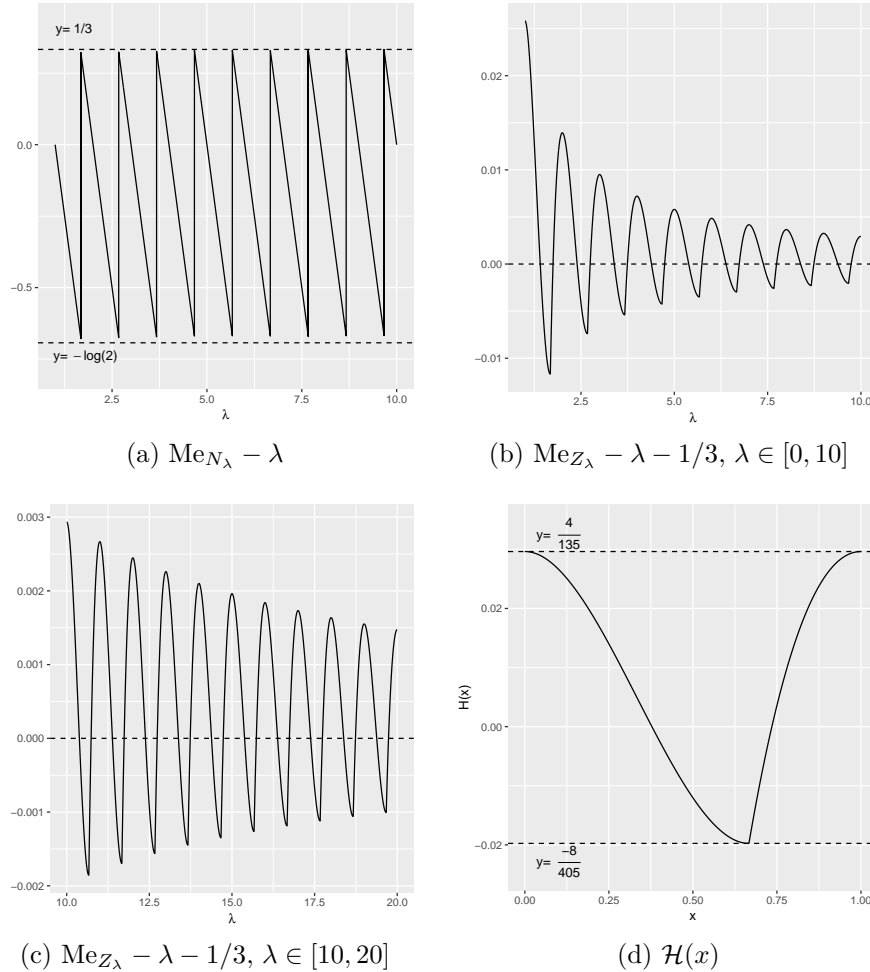 y= 1/3
0.0
−0.5
y= − log(2)
2.5 5.0 7.5 10.0
λ
(a) Me_{N_λ} − λ
0.02
0.01
0.00
−0.01
2.5 5.0 7.5 10.0
λ
(b) Me_{Z_λ} − λ − 1/3, λ ∈ [0, 10]
0.003
0.002
0.001
0.000
−0.001
−0.002
10.0 12.5 15.0 17.5 20.0
λ
(c) Me_{Z_λ} − λ − 1/3, λ ∈ [10, 20]
y= 4/135
0.02
H(x)
0.00
−0.02
y= −8/405
0.00 0.25 0.50 0.75 1.00
x
(d) ℋ(x)